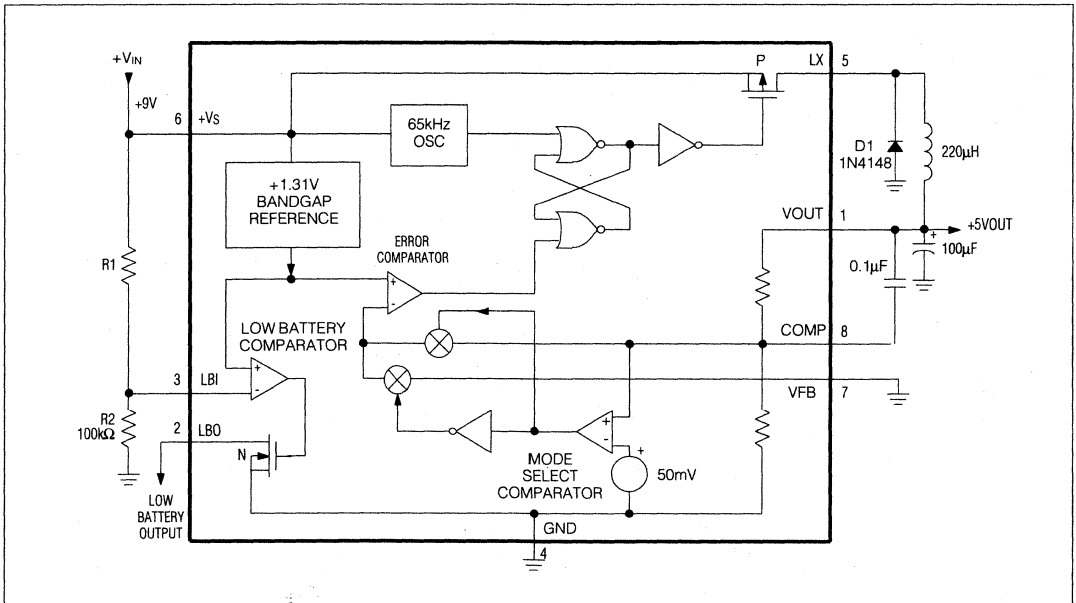 +VIN
+9V
6 +VS
65kHz
OSC
P
LX 5
D1
1N4148
220µH
+1.31V
BANDGAP
REFERENCE
VOUT 1
+5VOUT
+
100µF
0.1µF
R1
ERROR
COMPARATOR
+
-
LOW BATTERY
COMPARATOR
COMP 8
+
-
3 LBI
VFB 7
R2
100kΩ
2 LBO
N
+
-
MODE
SELECT
COMPARATOR
+
50mV
LOW
BATTERY
OUTPUT
GND
4